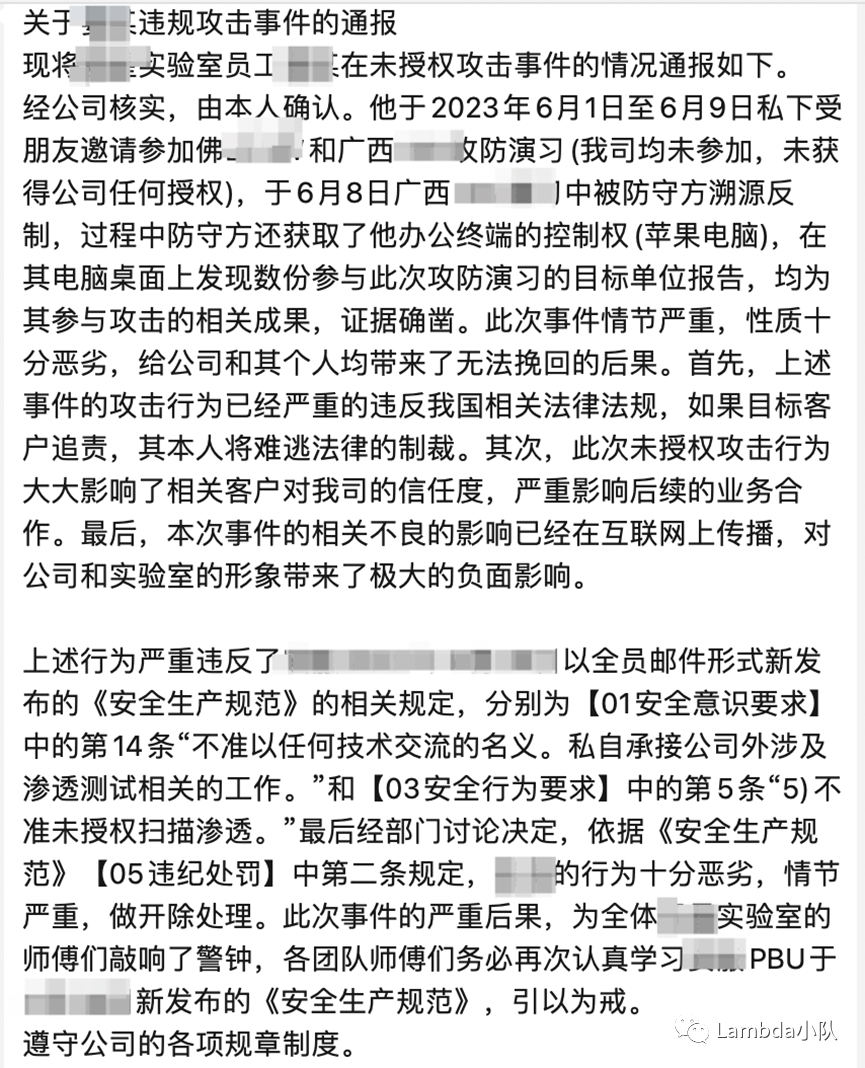 关于某违规攻击事件的通报
现将实验室员工某在未授权攻击事件的情况通报如下。
经公司核实，由本人确认。他于2023年6月1日至6月9日私下受
朋友邀请参加佛和广西攻防演习(我司均未参加，未获
得公司任何授权)，于6月8日广西中被防守方溯源反
制，过程中防守方还获取了他办公终端的控制权(苹果电脑)，在
其电脑桌面上发现数份参与此次攻防演习的目标单位报告，均为
其参与攻击的相关成果，证据确凿。此次事件情节严重，性质十
分恶劣，给公司和其个人均带来了无法挽回的后果。首先，上述
事件的攻击行为已经严重的违反我国相关法律法规，如果目标客
户追责，其本人将难逃法律的制裁。其次，此次未授权攻击行为
大大影响了相关客户对我司的信任度，严重影响后续的业务合
作。最后，本次事件的相关不良的影响已经在互联网上传播，对
公司和实验室的形象带来了极大的负面影响。
上述行为严重违反了以全员邮件形式新发
布的《安全生产规范》的相关规定，分别为【01安全意识要求】
中的第14条“不准以任何技术交流的名义。私自承接公司外涉及
渗透测试相关的工作。”和【03安全行为要求】中的第5条“5)不
准未授权扫描渗透。”最后经部门讨论决定，依据《安全生产规
范》【05违纪处罚】中第二条规定，的行为十分恶劣，情节
严重，做开除处理。此次事件的严重后果，为全体实验室的
师傅们敲响了警钟，各团队师傅们务必再次认真学习PBU于
新发布的《安全生产规范》，引以为戒。
遵守公司的各项规章制度。
Lambda小队